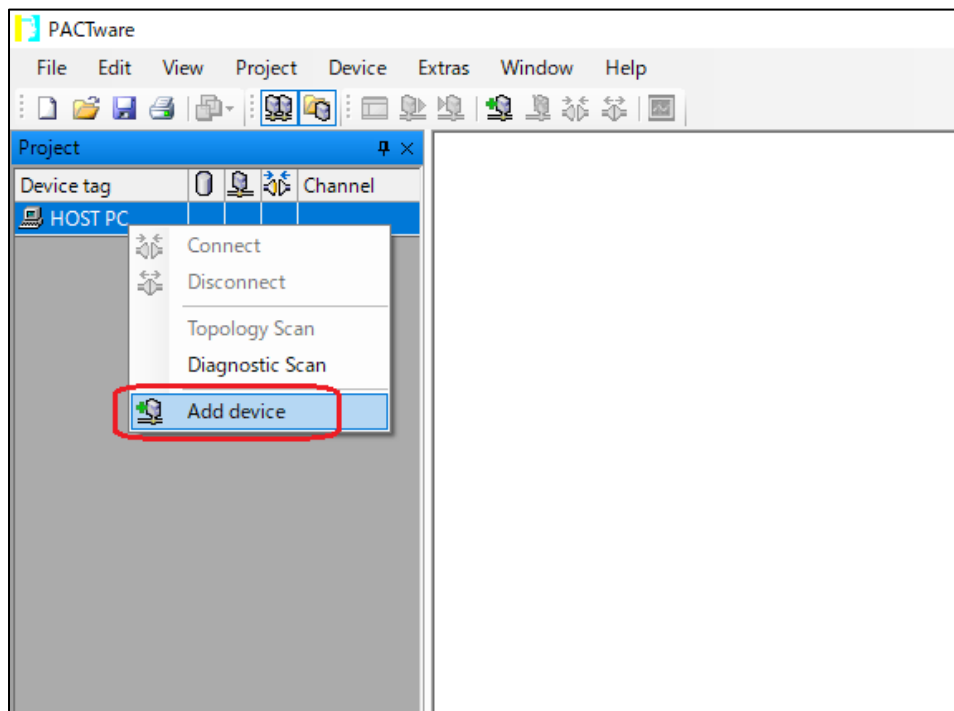 PACTware
File Edit View Project Device Extras Window Help
Project
Device tag Channel
HOST PC
Connect
Disconnect
Topology Scan
Diagnostic Scan
Add device